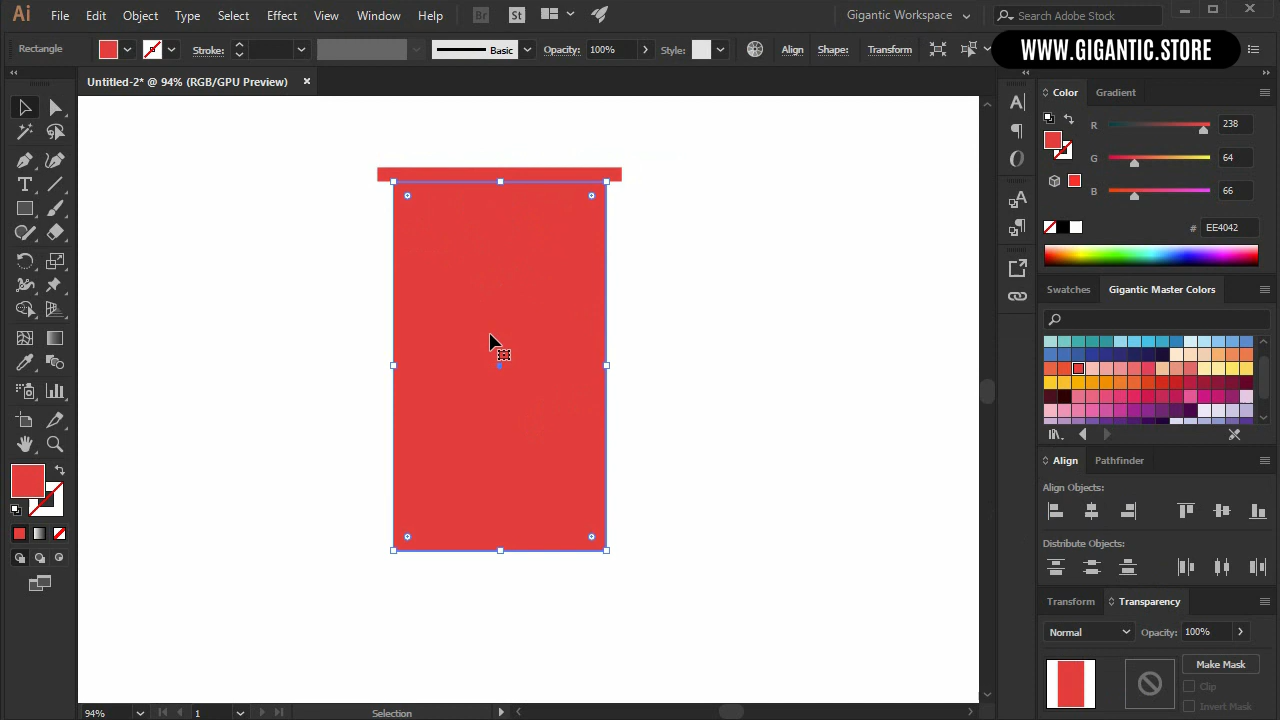 Ai File Edit Object Type Select Effect View Window Help Br St Gigantic Workspace Search Adobe Stock
Rectangle Stroke: Basic Opacity: 100% Style: Align Shape: Transform
WWW.GIGANTIC.STORE
Untitled-2* @ 94% (RGB/GPU Preview)
Color Gradient
R 238
G 64
B 66
# EE4042
Swatches Gigantic Master Colors
Align Pathfinder
Align Objects:
Distribute Objects:
Transform Transparency
Normal Opacity: 100%
Make Mask
Clip
Invert Mask
94% 1 Selection